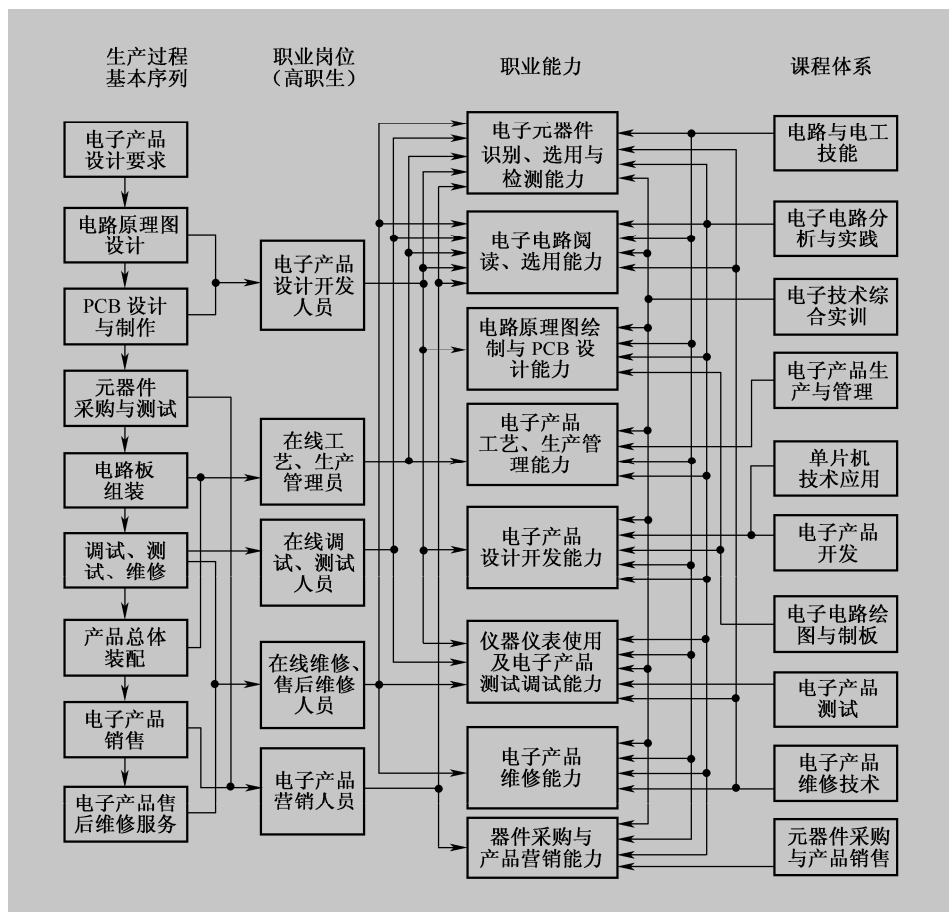 生产过程
基本序列
职业岗位
（高职生）
职业能力
课程体系
电子产品
设计要求
电路原理图
设计
PCB 设计
与制作
元器件
采购与测试
电路板
组装
调试、测
试、维修
产品总体
装配
电子产品
销售
电子产品售
后维修服务
电子产品
设计开发
人员
在线工
艺、生产
管理员
在线调
试、测试
人员
在线维修、
售后维修
人员
电子产品
营销人员
电子元器件
识别、选用与
检测能力
电子电路阅
读、选用能力
电路原理图绘
制与 PCB 设
计能力
电子产品
工艺、生产管
理能力
电子产品
设计开发能力
仪器仪表使用
及电子产品
测试调试能力
电子产品
维修能力
器件采购与
产品营销能力
电路与电工
技能
电子电路分
析与实践
电子技术综
合实训
电子产品生
产与管理
单片机
技术应用
电子产品
开发
电子电路绘
图与制板
电子产品
测试
电子产品
维修技术
元器件采购
与产品销售